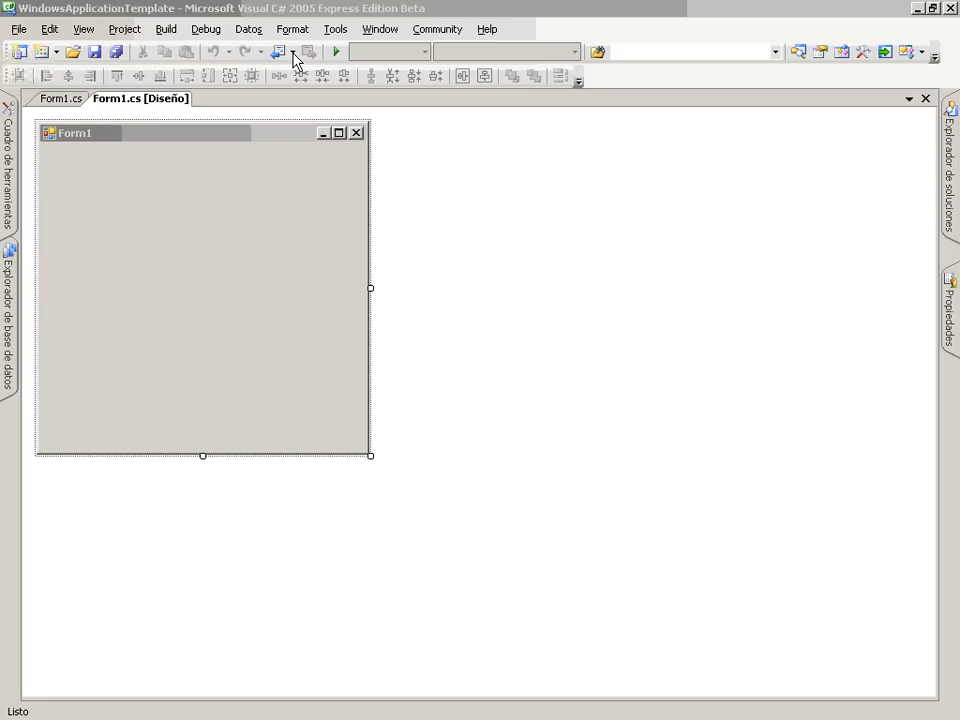 WindowsApplicationTemplate - Microsoft Visual C# 2005 Express Edition Beta
File Edit View Project Build Debug Datos Format Tools Window Community Help
Form1.cs Form1.cs [Diseño]
Form1
Cuadro de herramientas
Explorador de base de datos
Explorador de soluciones
Propiedades
Listo